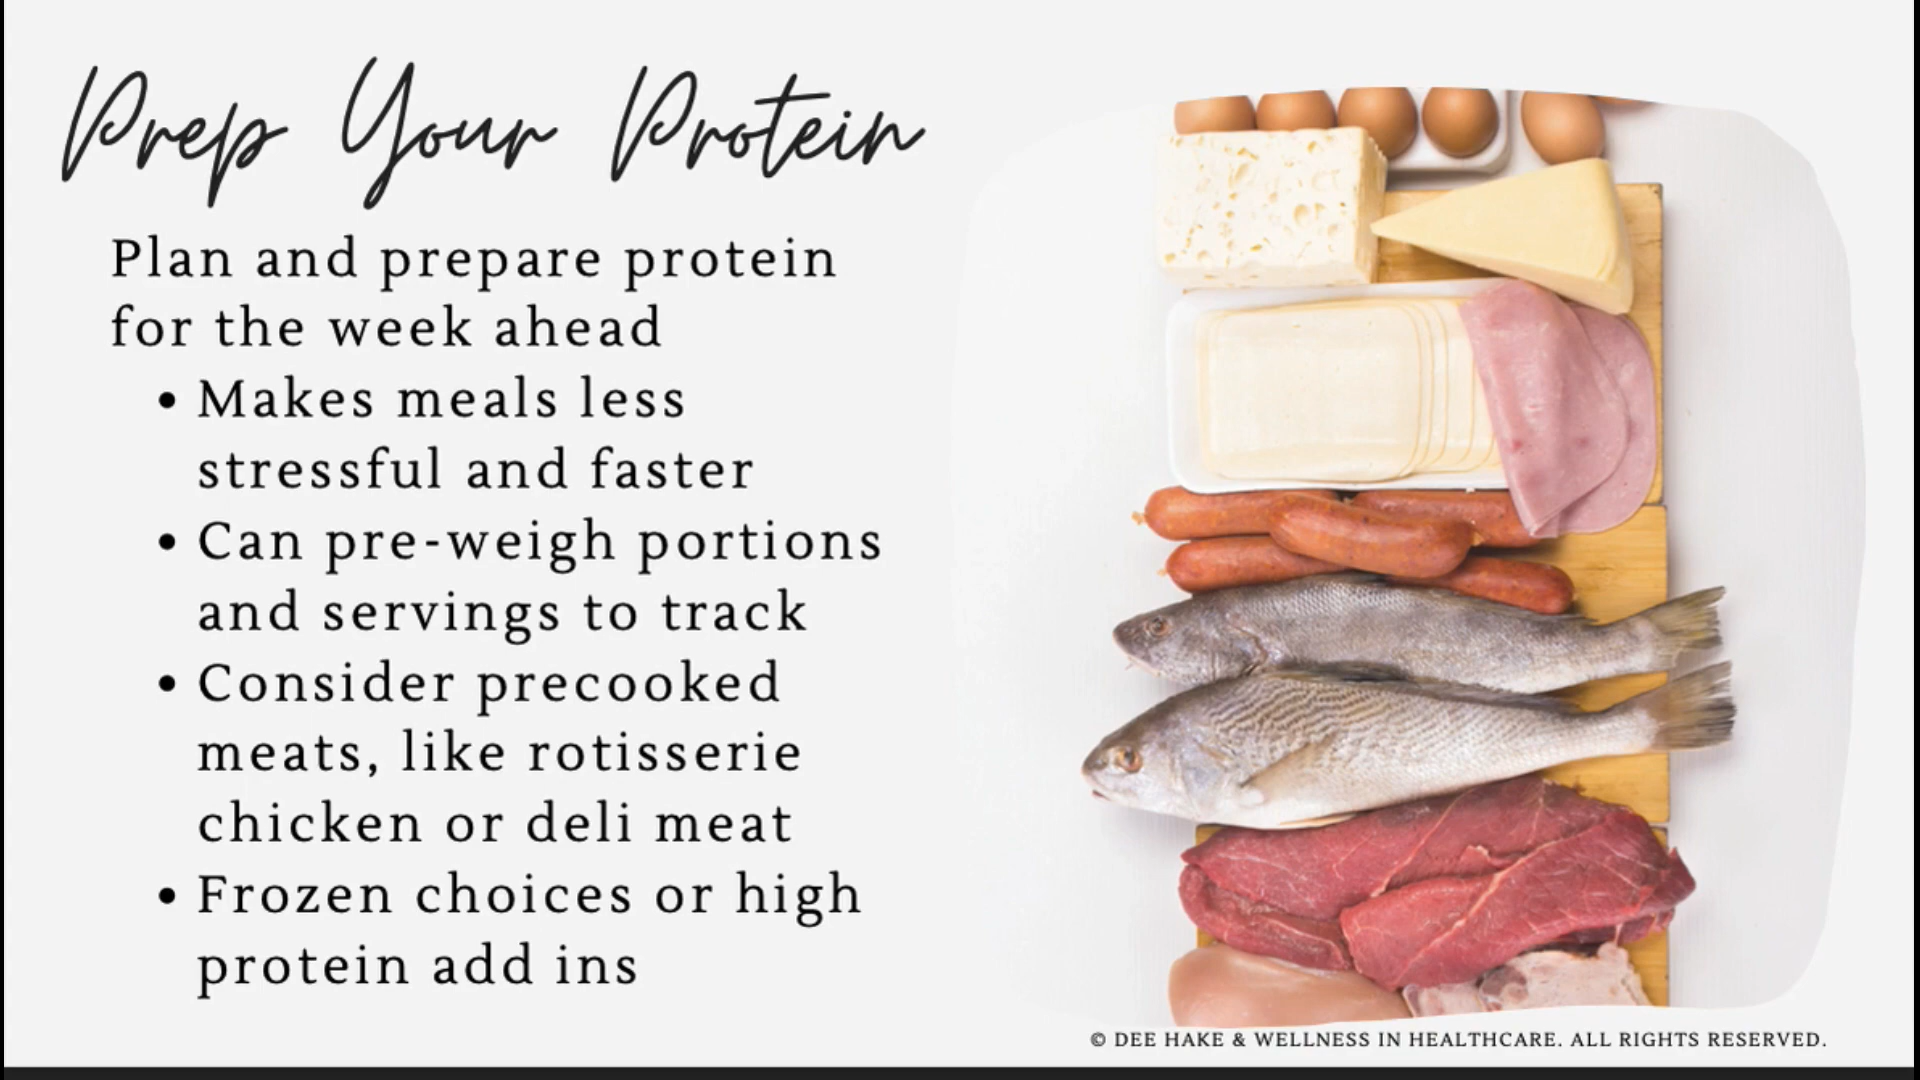 Prep Your Protein
Plan and prepare protein
for the week ahead
• Makes meals less
stressful and faster
• Can pre-weigh portions
and servings to track
• Consider precooked
meats, like rotisserie
chicken or deli meat
• Frozen choices or high
protein add ins
© DEE HAKE & WELLNESS IN HEALTHCARE. ALL RIGHTS RESERVED.